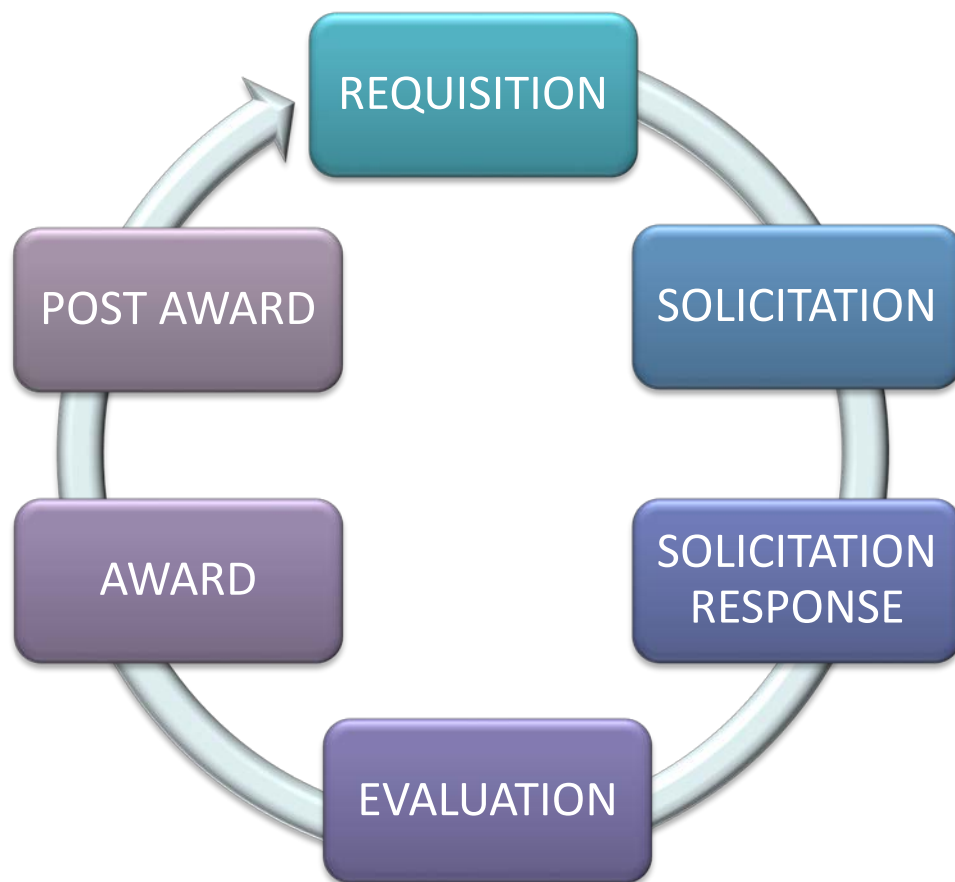 REQUISITION
SOLICITATION
SOLICITATION
RESPONSE
EVALUATION
AWARD
POST AWARD